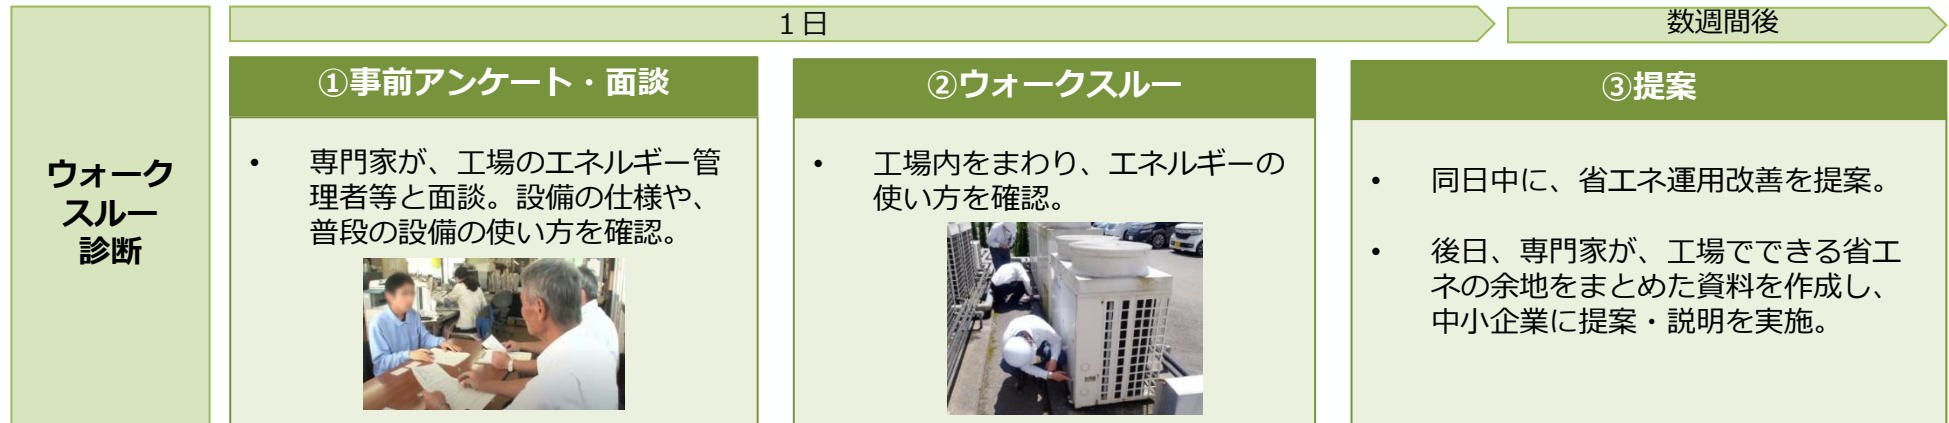 1日
数週間後
ウォーク
スルー
診断
①事前アンケート・面談
• 専門家が、工場のエネルギー管
理者等と面談。設備の仕様や、
普段の設備の使い方を確認。
②ウォークスルー
• 工場内をまわり、エネルギーの
使い方を確認。
③提案
• 同日中に、省エネ運用改善を提案。
• 後日、専門家が、工場でできる省エ
ネの余地をまとめた資料を作成し、
中小企業に提案・説明を実施。